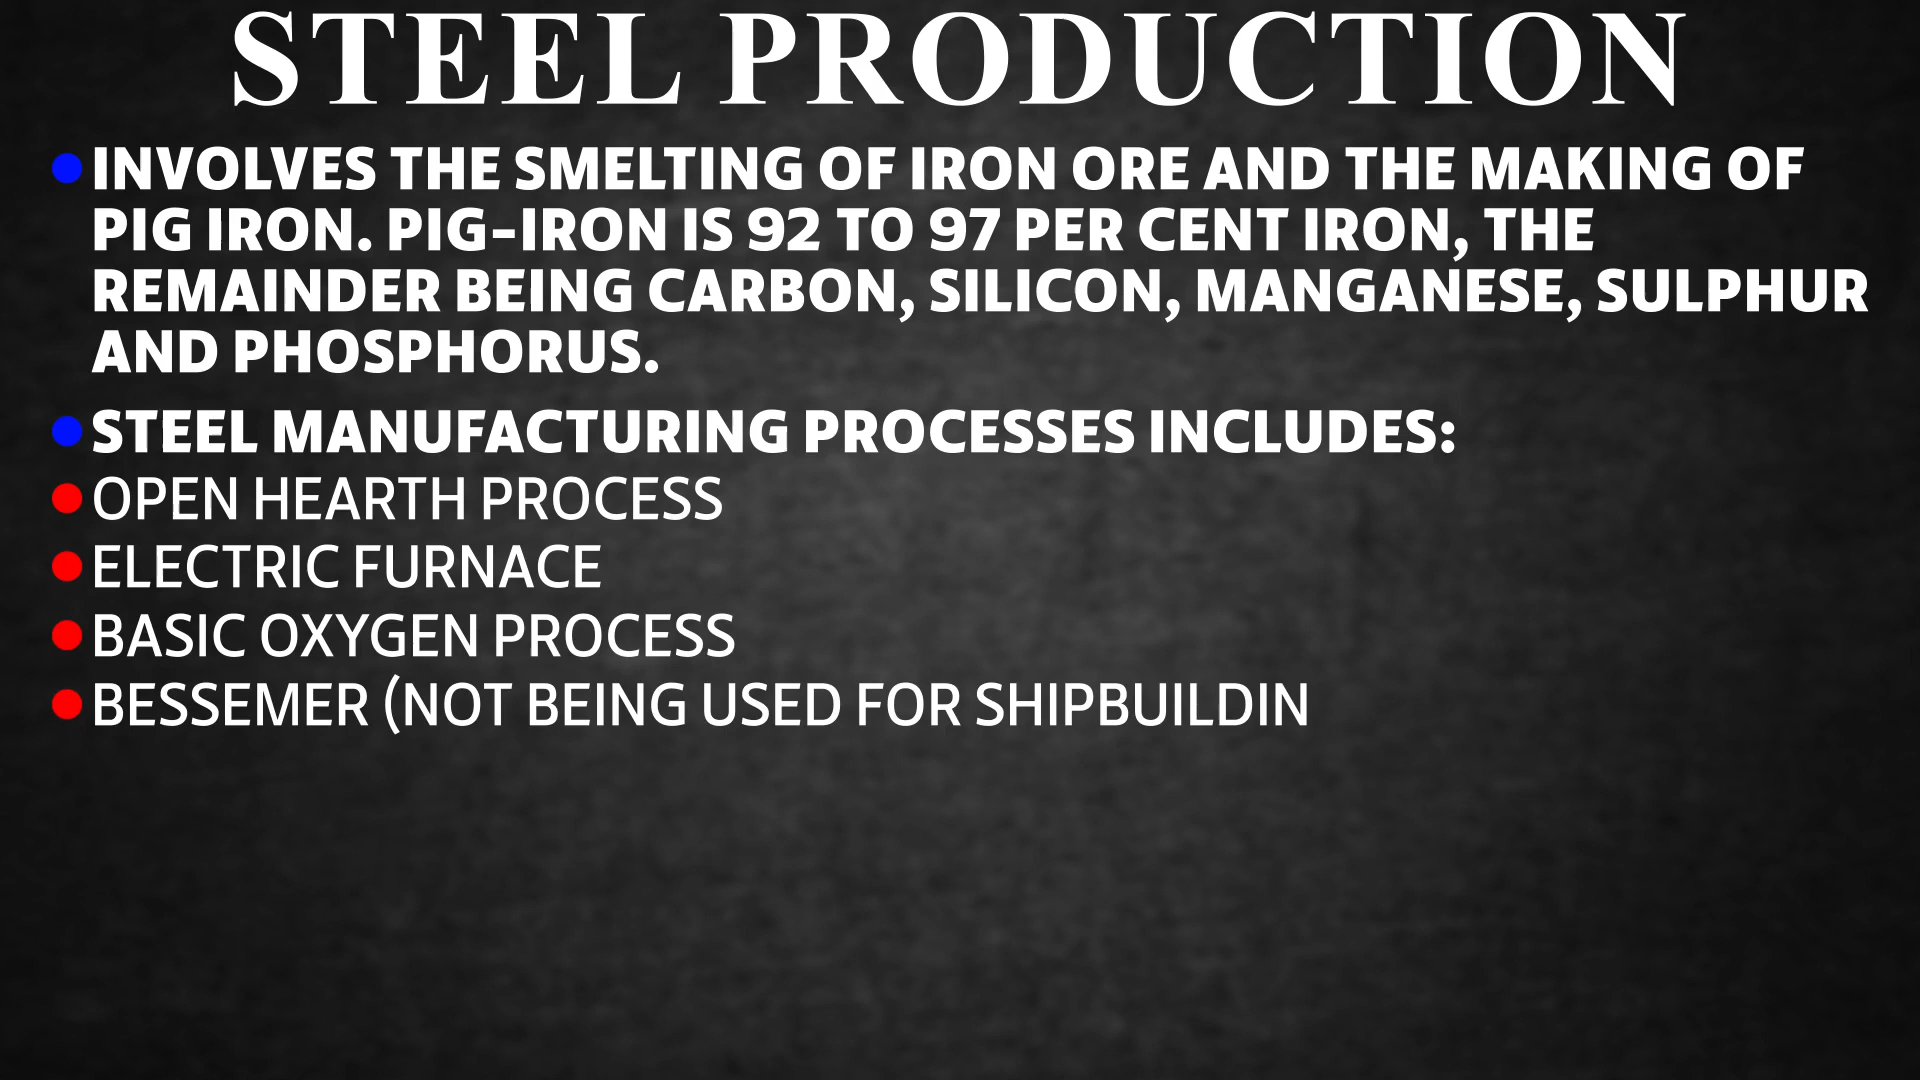 STEEL PRODUCTION
INVOLVES THE SMELTING OF IRON ORE AND THE MAKING OF
PIG IRON. PIG-IRON IS 92 TO 97 PER CENT IRON, THE
REMAINDER BEING CARBON, SILICON, MANGANESE, SULPHUR
AND PHOSPHORUS.
STEEL MANUFACTURING PROCESSES INCLUDES:
OPEN HEARTH PROCESS
ELECTRIC FURNACE
BASIC OXYGEN PROCESS
BESSEMER (NOT BEING USED FOR SHIPBUILDIN